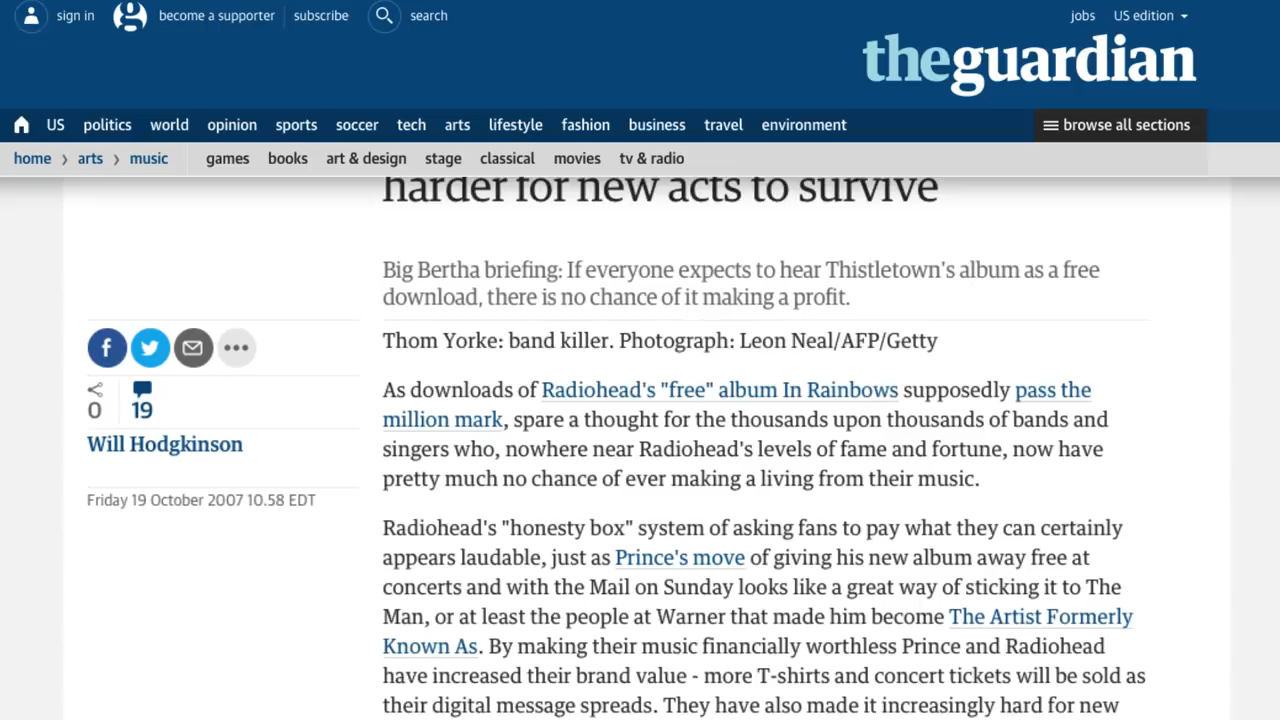 sign in
become a supporter
subscribe
search
jobs
US edition
theguardian
US
politics
world
opinion
sports
soccer
tech
arts
lifestyle
fashion
business
travel
environment
browse all sections
home
arts
music
games
books
art & design
stage
classical
movies
tv & radio
harder for new acts to survive
Big Bertha briefing: If everyone expects to hear Thistletown's album as a free
download, there is no chance of it making a profit.
0
19
Will Hodgkinson
Friday 19 October 2007 10.58 EDT
Thom Yorke: band killer. Photograph: Leon Neal/AFP/Getty
As downloads of Radiohead's "free" album In Rainbows supposedly pass the
million mark, spare a thought for the thousands upon thousands of bands and
singers who, nowhere near Radiohead's levels of fame and fortune, now have
pretty much no chance of ever making a living from their music.
Radiohead's "honesty box" system of asking fans to pay what they can certainly
appears laudable, just as Prince's move of giving his new album away free at
concerts and with the Mail on Sunday looks like a great way of sticking it to The
Man, or at least the people at Warner that made him become The Artist Formerly
Known As. By making their music financially worthless Prince and Radiohead
have increased their brand value - more T-shirts and concert tickets will be sold as
their digital message spreads. They have also made it increasingly hard for new